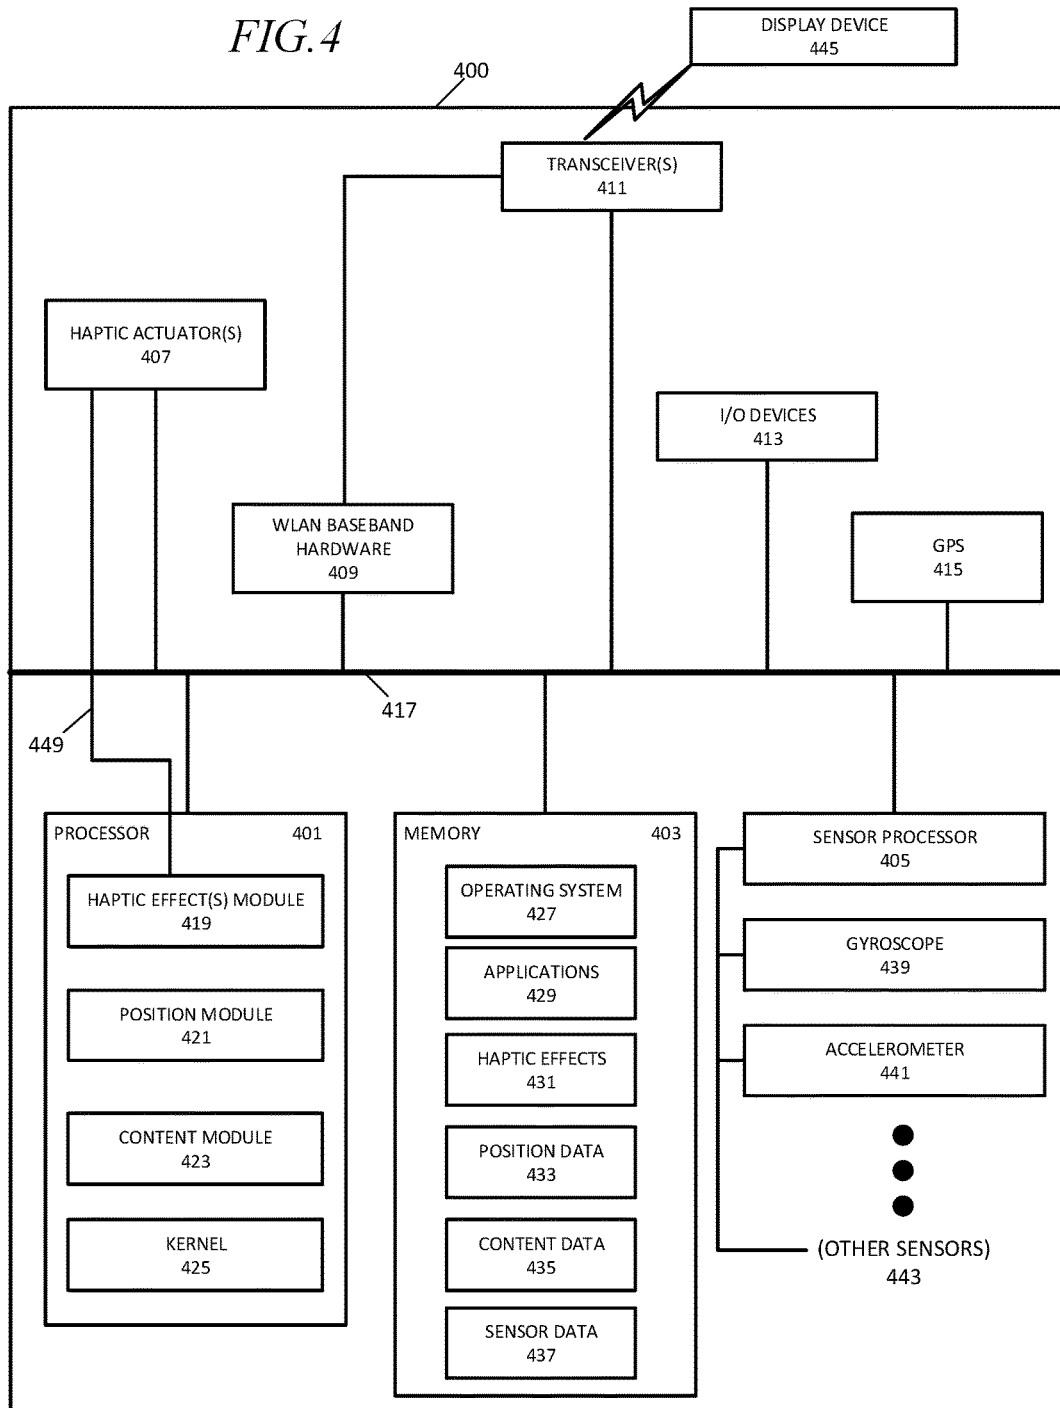 FIG.4
DISPLAY DEVICE
445
400
TRANSCEIVER(S)
411
HAPTIC ACTUATOR(S)
407
I/O DEVICES
413
WLAN BASEBAND
HARDWARE
409
GPS
415
417
449
PROCESSOR 401
HAPTIC EFFECT(S) MODULE
419
POSITION MODULE
421
CONTENT MODULE
423
KERNEL
425
MEMORY 403
OPERATING SYSTEM
427
APPLICATIONS
429
HAPTIC EFFECTS
431
POSITION DATA
433
CONTENT DATA
435
SENSOR DATA
437
SENSOR PROCESSOR
405
GYROSCOPE
439
ACCELEROMETER
441
(OTHER SENSORS)
443